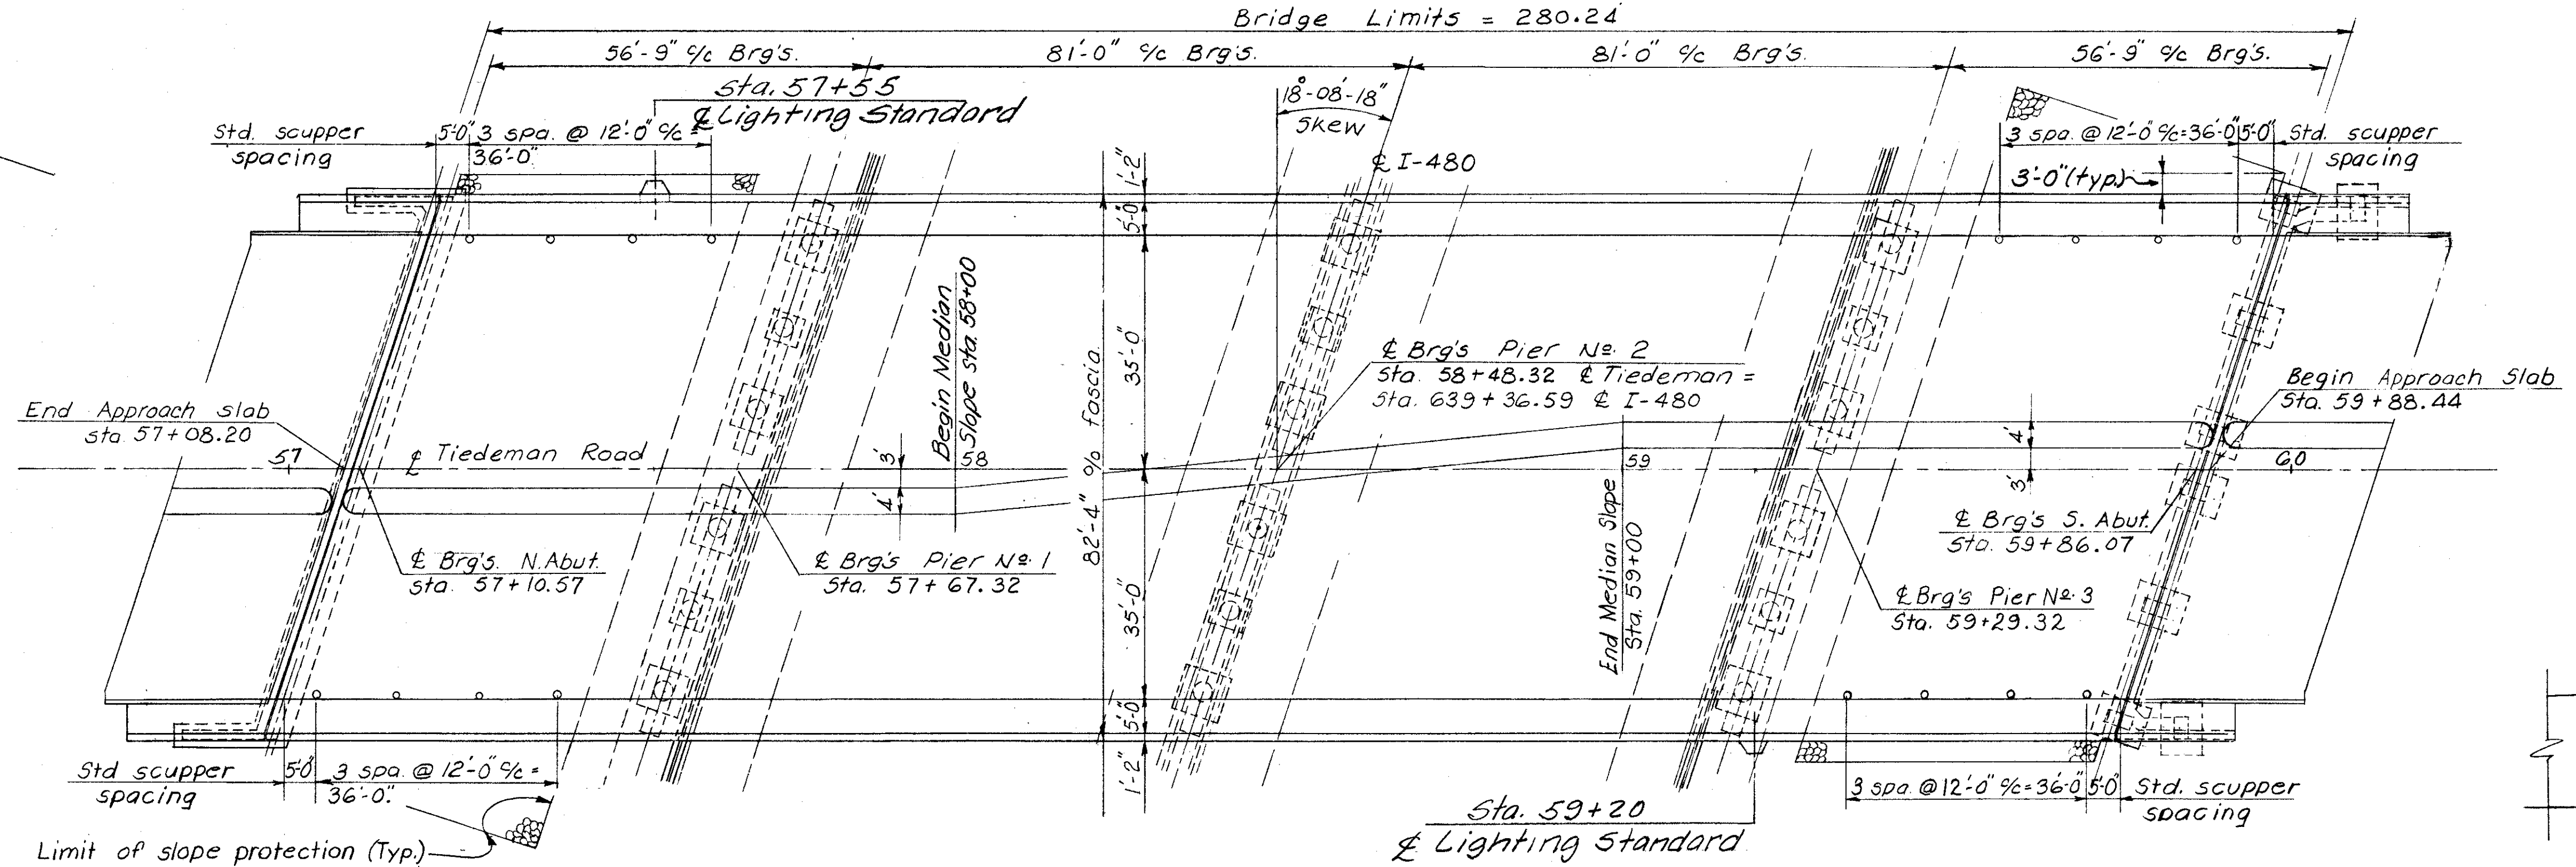 Bridge Limits = 280.24'
56'-9" c/c Brg's.
81'-0" c/c Brg's.
81'-0" c/c Brg's.
56'-9" c/c Brg's.
Sta. 57+55
℄ Lighting Standard
18°-08'-18"
Skew
Std. scupper
spacing
5'-0"
3 spa. @ 12'-0" c/c =
36'-0"
3 spa. @ 12'-0" c/c = 36'-0"
5'-0"
Std. scupper
spacing
℄ I-480
3'-0" (typ.)
1'-2"
5'-0"
35'-0"
Begin Median
Slope sta. 58+00
℄ Brg's Pier No. 2
Sta. 58+48.32 ℄ Tiedeman =
Sta. 639+36.59 ℄ I-480
Begin Approach Slab
Sta. 59+88.44
End Approach slab
sta. 57+08.20
57
℄ Tiedeman Road
3'
4'
58
82'-4" o/o fascia
59
4'
3'
60
℄ Brg's. N. Abut.
Sta. 57+10.57
℄ Brg's Pier No. 1
Sta. 57+67.32
End Median Slope
Sta. 59+00
℄ Brg's S. Abut.
Sta. 59+86.07
℄ Brg's Pier No. 3
Sta. 59+29.32
35'-0"
5'-0"
1'-2"
Std scupper
spacing
5'-0"
3 spa. @ 12'-0" c/c =
36'-0".
3 spa. @ 12'-0" c/c = 36'-0"
5'-0"
Std. scupper
spacing
Sta. 59+20
℄ Lighting Standard
Limit of slope protection (Typ.)